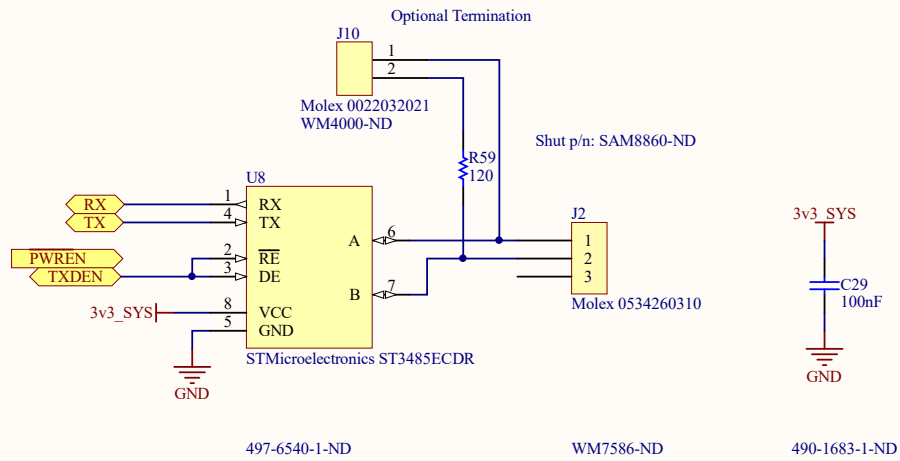 Optional Termination
J10
1
2
Molex 0022032021
WM4000-ND
Shut p/n: SAM8860-ND
R59
120
U8
RX
1
RX
TX
4
TX
PWREN
2
RE
TXDEN
3
DE
3v3_SYS
8
VCC
5
GND
GND
A
6
B
7
STMicroelectronics ST3485ECDR
J2
1
2
3
Molex 0534260310
3v3_SYS
C29
100nF
GND
497-6540-1-ND
WM7586-ND
490-1683-1-ND